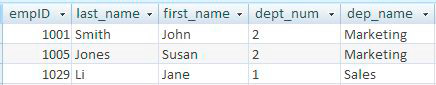 empID last_name first_name dept_num dep_name
1001 Smith John 2 Marketing
1005 Jones Susan 2 Marketing
1029 Li Jane 1 Sales